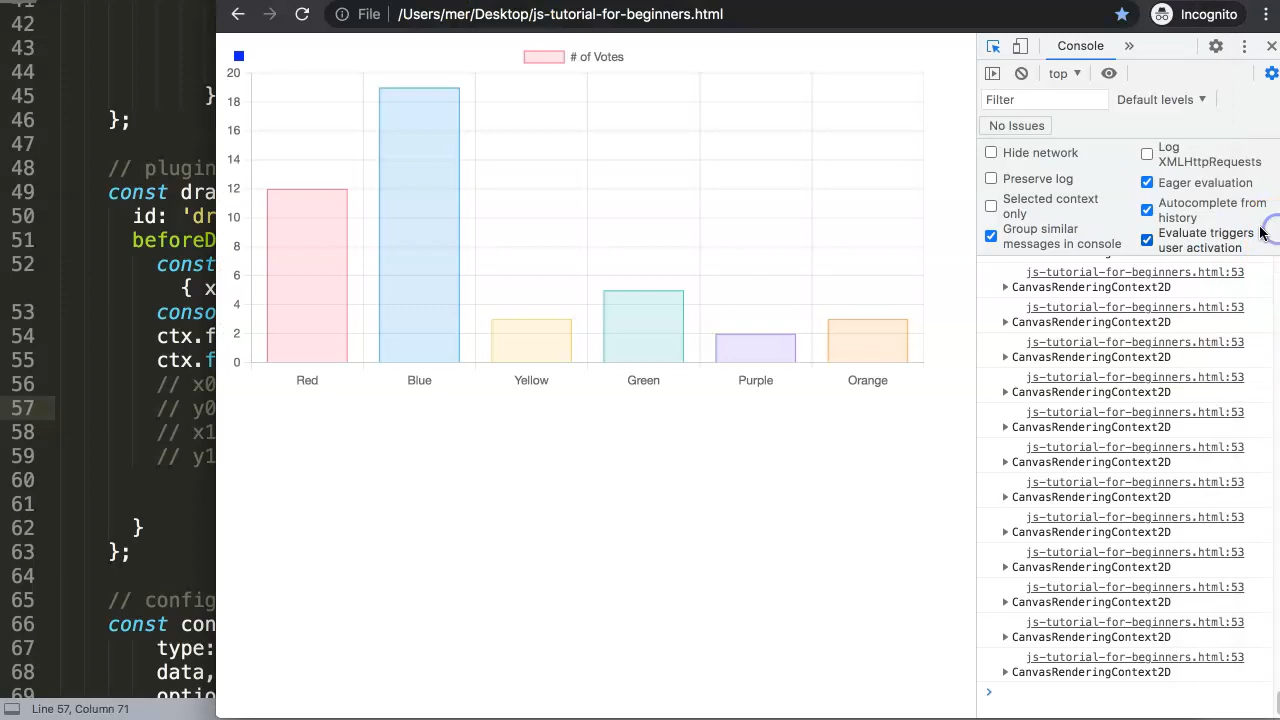 File /Users/mer/Desktop/js-tutorial-for-beginners.html Incognito
42
43
44
45 }
46 };
47
48 // plugin
49 const dra
50 id: 'dr
51 beforeD
52 const
{ x
53 conso
54 ctx.f
55 ctx.f
56 // x0
57 // y0
58 // x1
59 // y1
60
61
62 }
63 };
64
65 // config
66 const con
67 type:
68 data,
69 optio
Line 57, Column 71
# of Votes
20
18
16
14
12
10
8
6
4
2
0
Red Blue Yellow Green Purple Orange
Console
top
Filter Default levels
No Issues
Hide network
Preserve log
Selected context
only
Group similar
messages in console
Log
XMLHttpRequests
Eager evaluation
Autocomplete from
history
Evaluate triggers
user activation
js-tutorial-for-beginners.html:53
CanvasRenderingContext2D
js-tutorial-for-beginners.html:53
CanvasRenderingContext2D
js-tutorial-for-beginners.html:53
CanvasRenderingContext2D
js-tutorial-for-beginners.html:53
CanvasRenderingContext2D
js-tutorial-for-beginners.html:53
CanvasRenderingContext2D
js-tutorial-for-beginners.html:53
CanvasRenderingContext2D
js-tutorial-for-beginners.html:53
CanvasRenderingContext2D
js-tutorial-for-beginners.html:53
CanvasRenderingContext2D
js-tutorial-for-beginners.html:53
CanvasRenderingContext2D
js-tutorial-for-beginners.html:53
CanvasRenderingContext2D
js-tutorial-for-beginners.html:53
CanvasRenderingContext2D
js-tutorial-for-beginners.html:53
CanvasRenderingContext2D